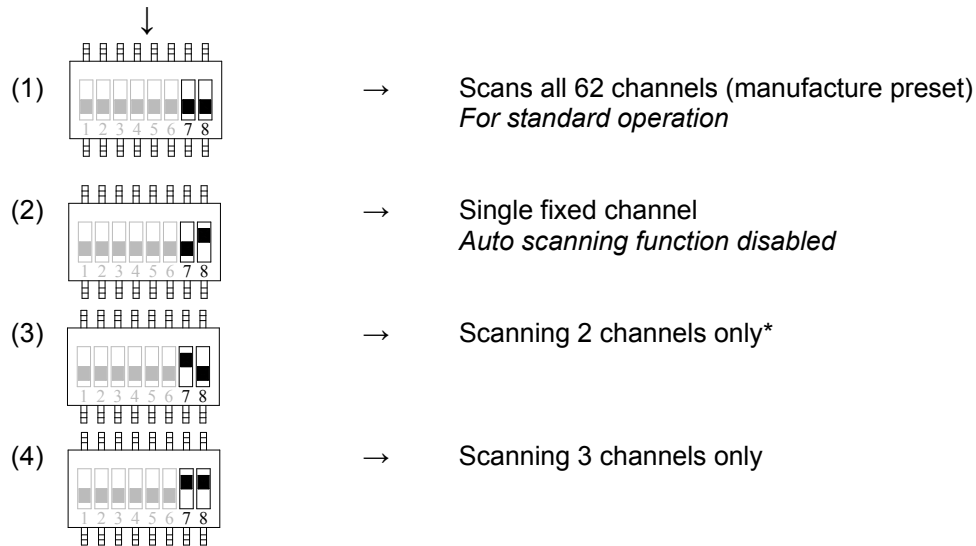 ↓
(1) → Scans all 62 channels (manufacture preset)
For standard operation
1 2 3 4 5 6 7 8
(2) → Single fixed channel
Auto scanning function disabled
1 2 3 4 5 6 7 8
(3) → Scanning 2 channels only*
1 2 3 4 5 6 7 8
(4) → Scanning 3 channels only
1 2 3 4 5 6 7 8